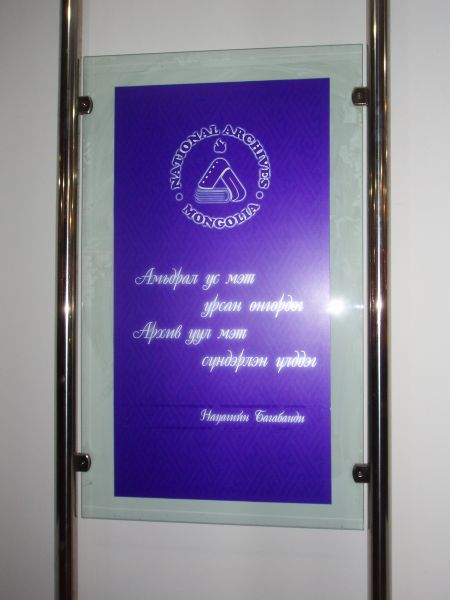 NATIONAL ARCHIVES
MONGOLIA
Амьдрал ус мэт
урсан өнгөрдөг
Архив уул мэт
сүндэрлэн үлддэг
Нацагийн Багабанди